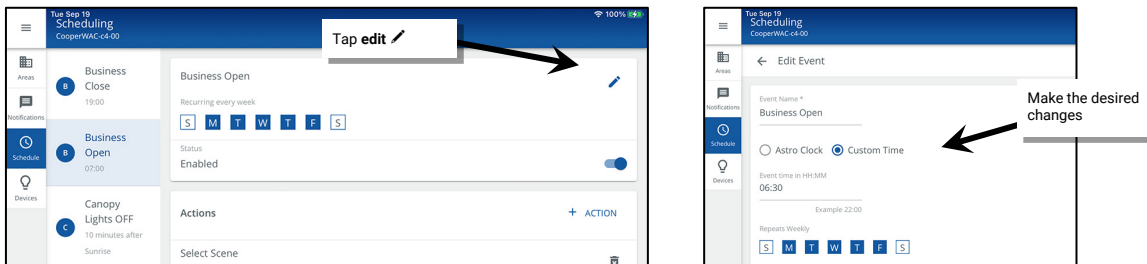 Tue Sep 19
Scheduling
CooperWAC-c4-00
100%
Tap edit
Areas
Notifications
Schedule
Devices
B
Business
Close
19:00
B
Business
Open
07:00
C
Canopy
Lights OFF
10 minutes after
Sunrise
Business Open
Recurring every week
S M T W T F S
Status
Enabled
Actions
+ ACTION
Select Scene
Tue Sep 19
Scheduling
CooperWAC-c4-00
Areas
Notifications
Schedule
Devices
Edit Event
Event Name *
Business Open
Astro Clock Custom Time
Event time in HH:MM
06:30
Example 22:00
Repeats Weekly
S M T W T F S
Make the desired
changes